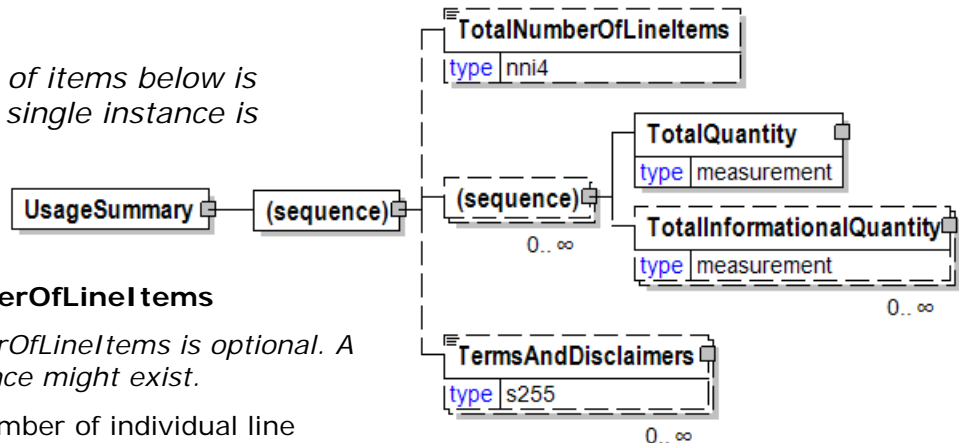 TotalNumberOfLineItems
type nni4
of items below is
single instance is
TotalQuantity
type measurement
UsageSummary
(sequence)
(sequence)
0.. ∞
TotalInformationalQuantity
type measurement
0.. ∞
erOfLineItems
rOfLineItems is optional. A
nce might exist.
TermsAndDisclaimers
type s255
mber of individual line
0.. ∞